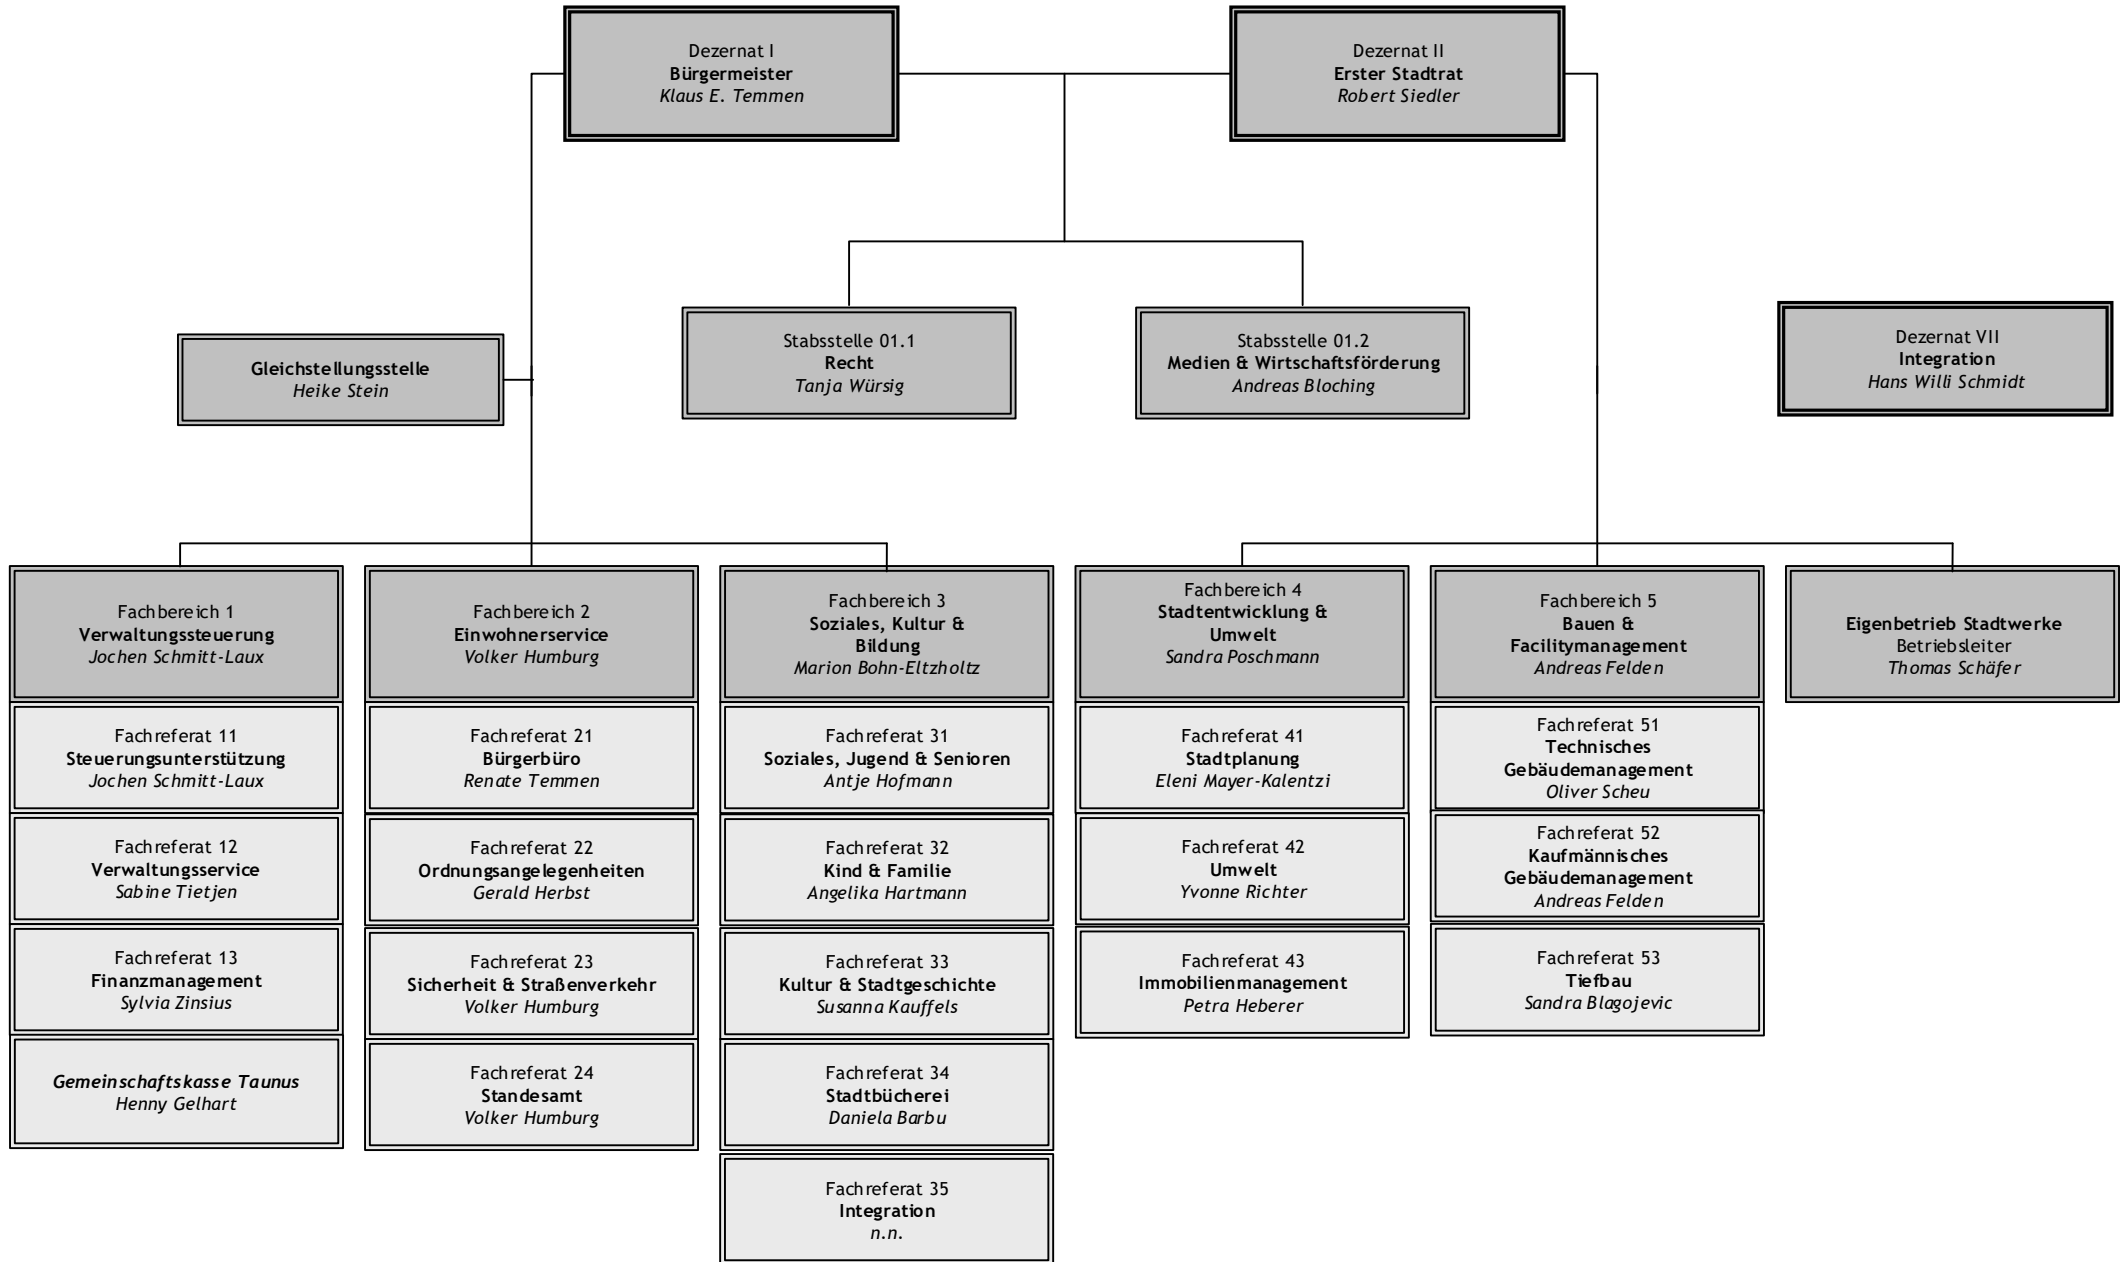 Dezernat I
Bürgermeister
Klaus E. Temmen
Dezernat II
Erster Stadtrat
Robert Siedler
Gleichstellungsstelle
Heike Stein
Stabsstelle 01.1
Recht
Tanja Würsig
Stabsstelle 01.2
Medien & Wirtschaftsförderung
Andreas Bloching
Dezernat VII
Integration
Hans Willi Schmidt
Fachbereich 1
Verwaltungssteuerung
Jochen Schmitt-Laux
Fachreferat 11
Steuerungsunterstützung
Jochen Schmitt-Laux
Fachreferat 12
Verwaltungsservice
Sabine Tietjen
Fachreferat 13
Finanzmanagement
Sylvia Zinsius
Gemeinschaftskasse Taunus
Henny Gelhart
Fachbereich 2
Einwohnerservice
Volker Humburg
Fachreferat 21
Bürgerbüro
Renate Temmen
Fachreferat 22
Ordnungsangelegenheiten
Gerald Herbst
Fachreferat 23
Sicherheit & Straßenverkehr
Volker Humburg
Fachreferat 24
Standesamt
Volker Humburg
Fachbereich 3
Soziales, Kultur &
Bildung
Marion Bohn-Eltzholtz
Fachreferat 31
Soziales, Jugend & Senioren
Antje Hofmann
Fachreferat 32
Kind & Familie
Angelika Hartmann
Fachreferat 33
Kultur & Stadtgeschichte
Susanna Kauffels
Fachreferat 34
Stadtbücherei
Daniela Barbu
Fachreferat 35
Integration
n.n.
Fachbereich 4
Stadtentwicklung &
Umwelt
Sandra Poschmann
Fachreferat 41
Stadtplanung
Eleni Mayer-Kalentzi
Fachreferat 42
Umwelt
Yvonne Richter
Fachreferat 43
Immobilienmanagement
Petra Heberer
Fachbereich 5
Bauen &
Facilitymanagement
Andreas Felden
Fachreferat 51
Technisches
Gebäudemanagement
Oliver Scheu
Fachreferat 52
Kaufmännisches
Gebäudemanagement
Andreas Felden
Fachreferat 53
Tiefbau
Sandra Blagojevic
Eigenbetrieb Stadtwerke
Betriebsleiter
Thomas Schäfer